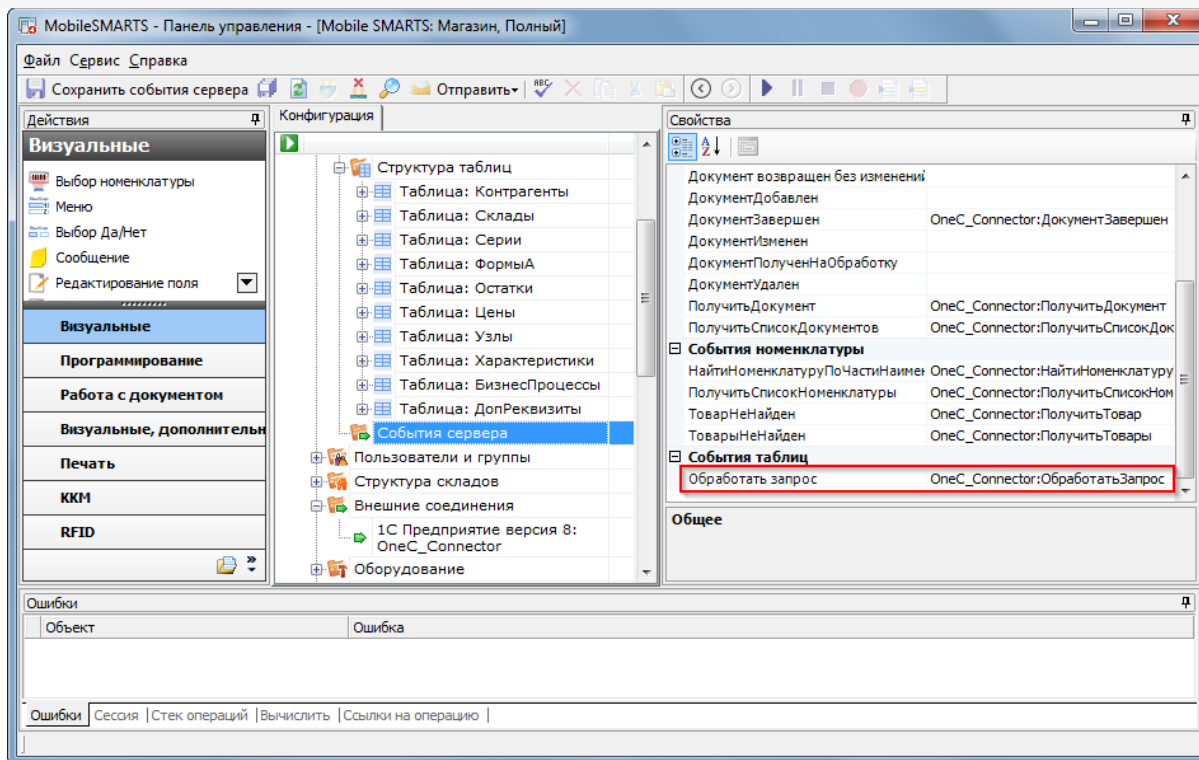 MobileSMARTS - Панель управления - [Mobile SMARTS: Магазин, Полный]
Файл Сервис Справка
Сохранить события сервера Отправить ABC
Действия
Визуальные
Выбор номенклатуры
Меню
Выбор Да/Нет
Сообщение
Редактирование поля
Визуальные
Программирование
Работа с документом
Визуальные, дополнительн
Печать
ККМ
RFID
Конфигурация
Структура таблиц
Таблица: Контрагенты
Таблица: Склады
Таблица: Серии
Таблица: ФормыА
Таблица: Остатки
Таблица: Цены
Таблица: Узлы
Таблица: Характеристики
Таблица: БизнесПроцессы
Таблица: ДопРеквизиты
События сервера
Пользователи и группы
Структура складов
Внешние соединения
1С Предприятие версия 8:
OneC_Connector
Оборудование
Свойства
Документ возвращен без изменений
ДокументДобавлен
ДокументЗавершен OneC_Connector:ДокументЗавершен
ДокументИзменен
ДокументПолученНаОбработку
ДокументУдален
ПолучитьДокумент OneC_Connector:ПолучитьДокумент
ПолучитьСписокДокументов OneC_Connector:ПолучитьСписокДок
События номенклатуры
НайтиНоменклатуруПоЧастиНаимен OneC_Connector:НайтиНоменклатуру
ПолучитьСписокНоменклатуры OneC_Connector:ПолучитьСписокНом
ТоварНеНайден OneC_Connector:ПолучитьТовар
ТоварыНеНайден OneC_Connector:ПолучитьТовары
События таблиц
Обработать запрос OneC_Connector:ОбработатьЗапрос
Общее
Ошибки
Объект Ошибка
Ошибки Сессия Стек операций Вычислить Ссылки на операцию